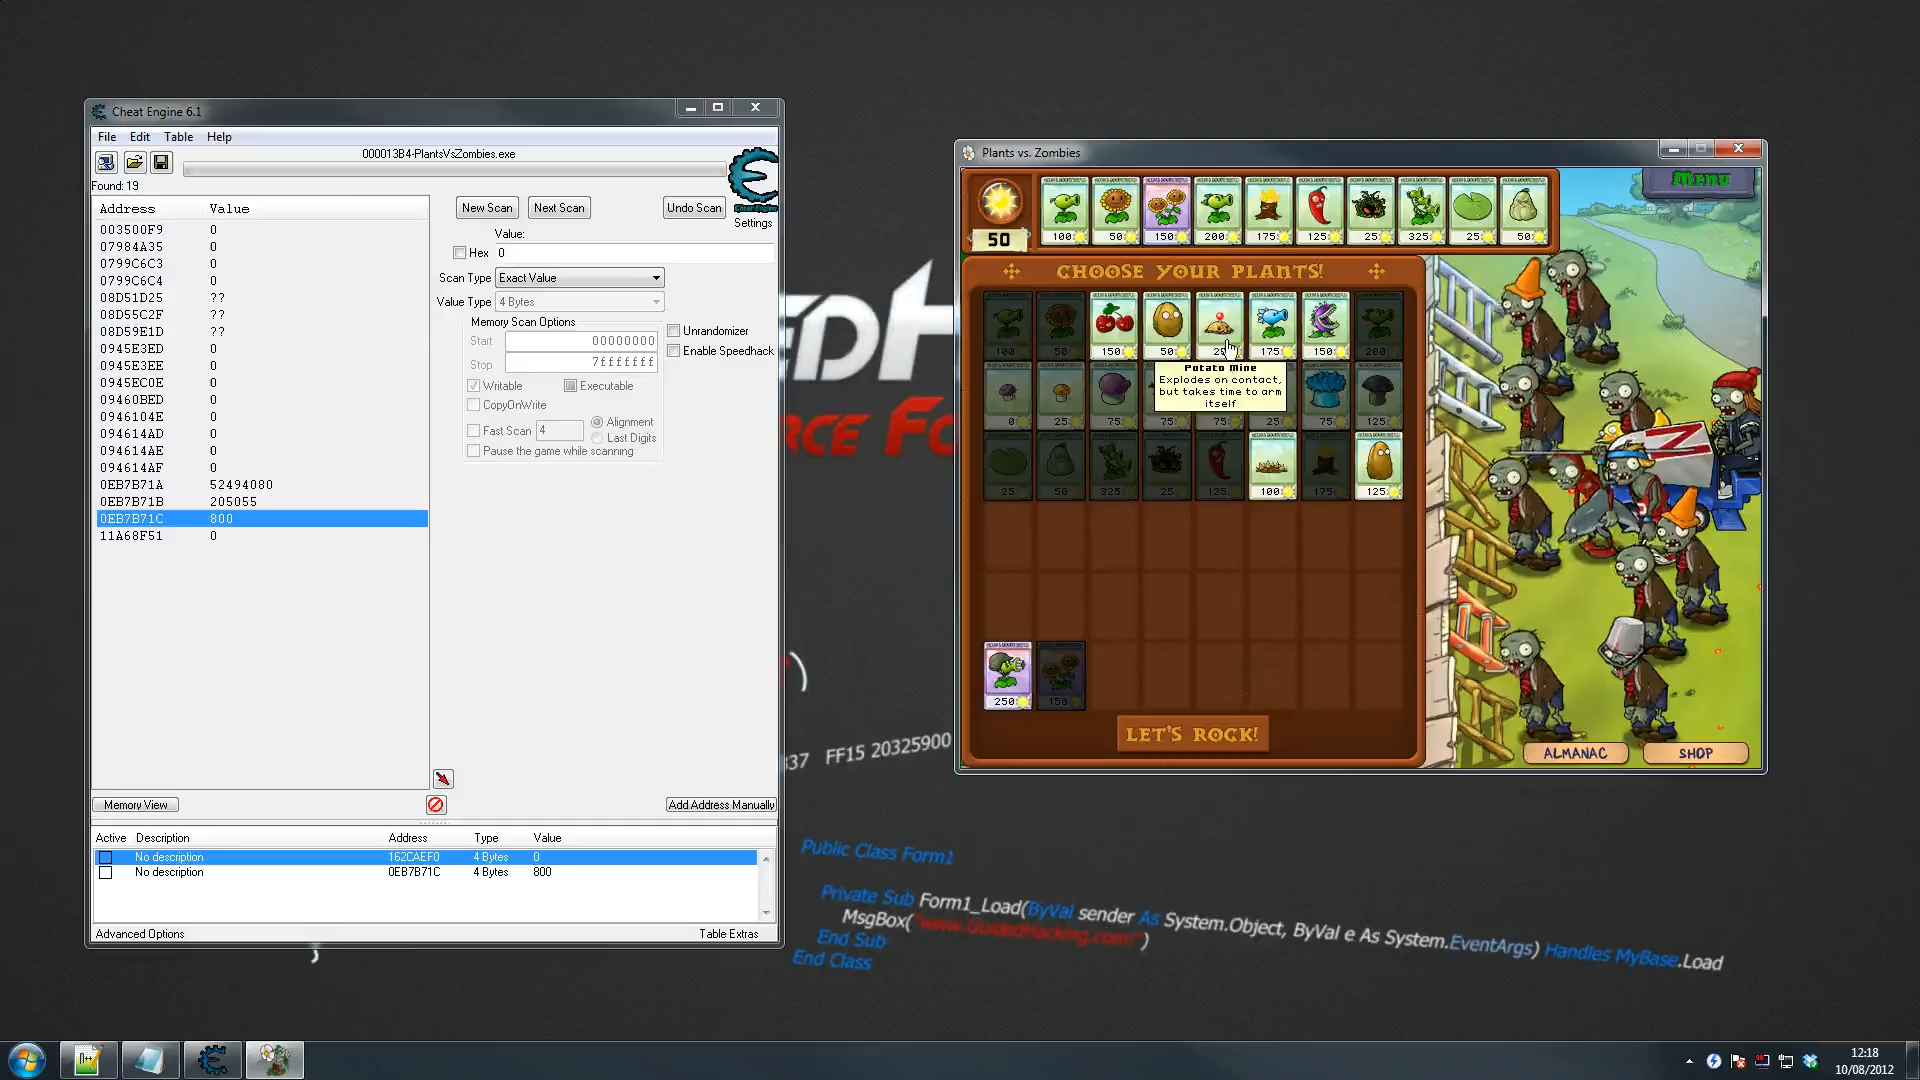 Cheat Engine 6.1
File Edit Table Help
000013B4-PlantsVsZombies.exe
Found: 19
Address Value
003500F9 0
07984A35 0
0799C6C3 0
0799C6C4 0
08D51D25 ??
08D55C2F ??
08D59E1D ??
0945E3ED 0
0945E3EE 0
0945EC0E 0
09460BED 0
0946104E 0
094614AD 0
094614AE 0
094614AF 0
0EB7B71A 52494080
0EB7B71B 205055
0EB7B71C 800
11A68F51 0
New Scan Next Scan Undo Scan
Settings
Value:
Hex 0
Scan Type Exact Value
Value Type 4 Bytes
Memory Scan Options
Start 00000000
Stop 7fffffff
Writable Executable
CopyOnWrite
Fast Scan 4 Alignment
Last Digits
Pause the game while scanning
Unrandomizer
Enable Speedhack
Memory View
Add Address Manually
Active Description Address Type Value
No description 162CAEF0 4 Bytes 0
No description 0EB7B71C 4 Bytes 800
Advanced Options Table Extras
Plants vs. Zombies
Menu
50
100 50 150 200 175 125 25 325 25 50
CHOOSE YOUR PLANTS!
100 50 150 50 25 175 150 200
Potato Mine
Explodes on contact,
but takes time to arm
itself
0 25 75 75 75 25 75 125
25 50 325 25 125 100 175 125
250 150
LET'S ROCK!
ALMANAC SHOP
RCE
337 FF15 20325900
Public Class Form1
Private Sub Form1_Load(ByVal sender As System.Object, ByVal e As System.EventArgs) Handles MyBase.Load
MsgBox("www.GuidedHacking.com!")
End Sub
End Class
12:18
10/08/2012